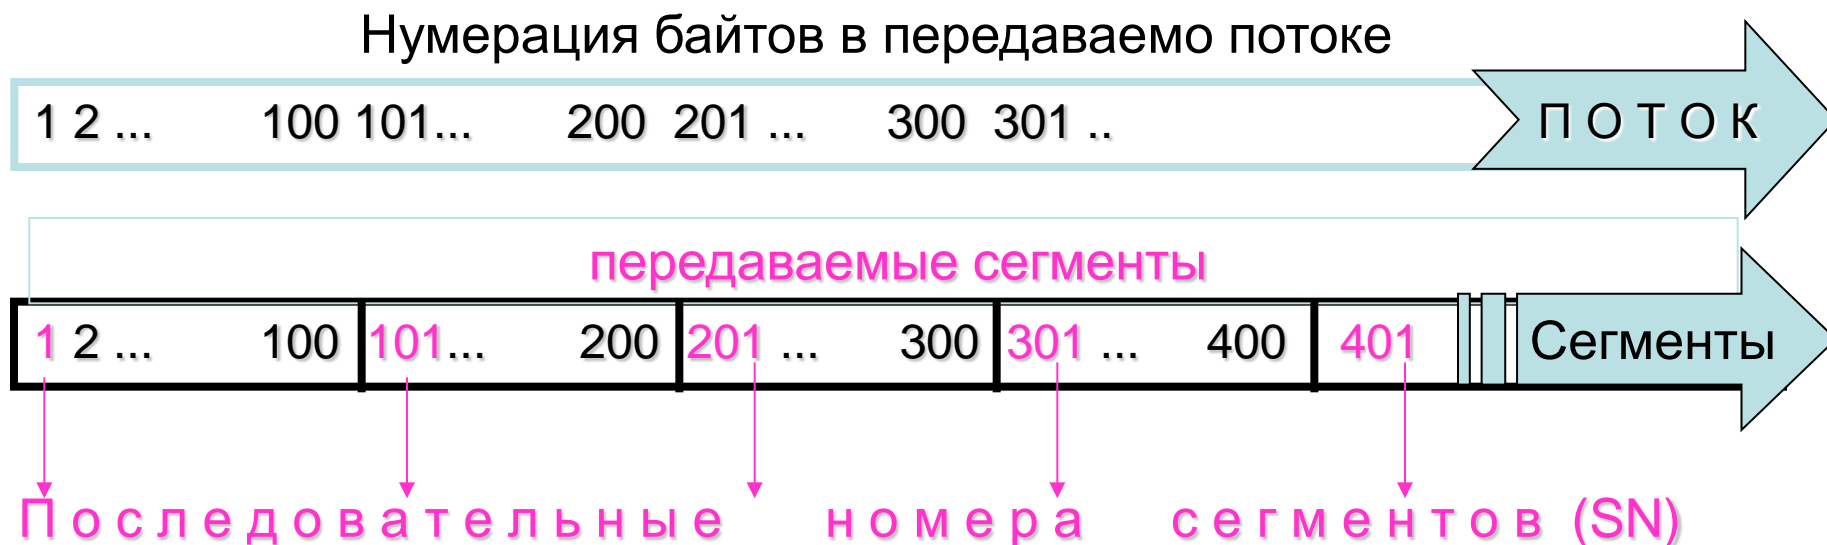 Нумерация байтов в передаваемо потоке
1 2 ... 100 101... 200 201 ... 300 301 .. П О Т О К
передаваемые сегменты
1 2 ... 100 101... 200 201 ... 300 301 ... 400 401 Сегменты
П о с л е д о в а т е л ь н ы е н о м е р а с е г м е н т о в (SN)